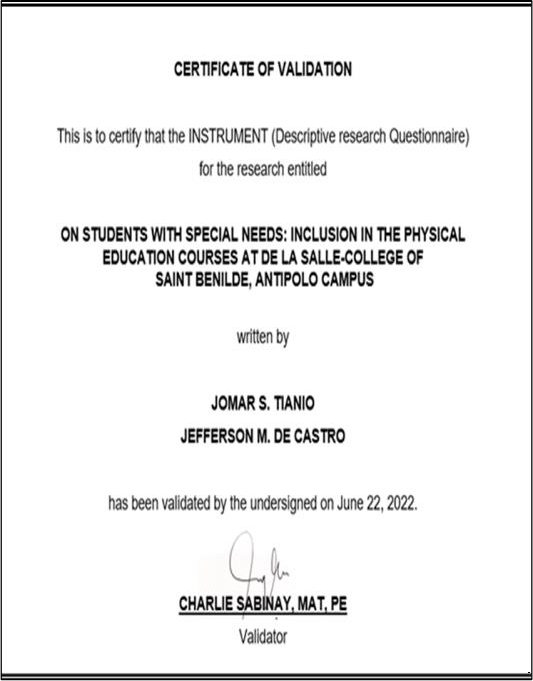 CERTIFICATE OF VALIDATION
This is to certify that the INSTRUMENT (Descriptive research Questionnaire)
for the research entitled
ON STUDENTS WITH SPECIAL NEEDS: INCLUSION IN THE PHYSICAL
EDUCATION COURSES AT DE LA SALLE-COLLEGE OF
SAINT BENILDE, ANTIPOLO CAMPUS
written by
JOMAR S. TIANIO
JEFFERSON M. DE CASTRO
has been validated by the undersigned on June 22, 2022.
CHARLIE SABINAY, MAT, PE
Validator